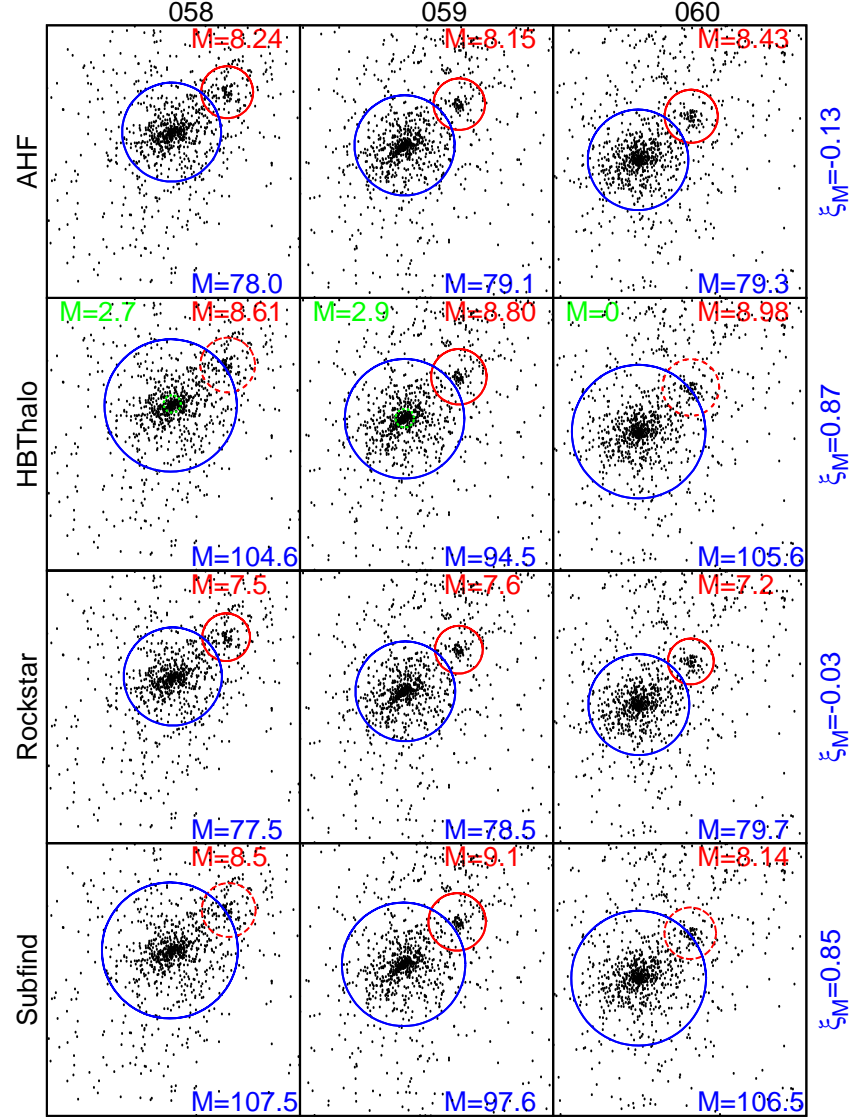 058 059 060
AHF
M=8.24 M=8.15 M=8.43
M=78.0 M=79.1 M=79.3
ξM=-0.13
HBThalo
M=2.7 M=8.61 M=2.9 M=8.80 M=0 M=8.98
M=104.6 M=94.5 M=105.6
ξM=0.87
Rockstar
M=7.5 M=7.6 M=7.2
M=77.5 M=78.5 M=79.7
ξM=-0.03
Subfind
M=8.5 M=9.1 M=8.14
M=107.5 M=97.6 M=106.5
ξM=0.85